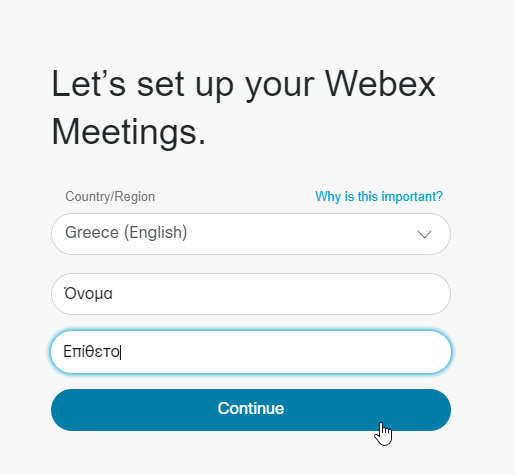 Let’s set up your Webex
Meetings.
Country/Region
Why is this important?
Greece (English)
Όνομα
Επίθετο
Continue